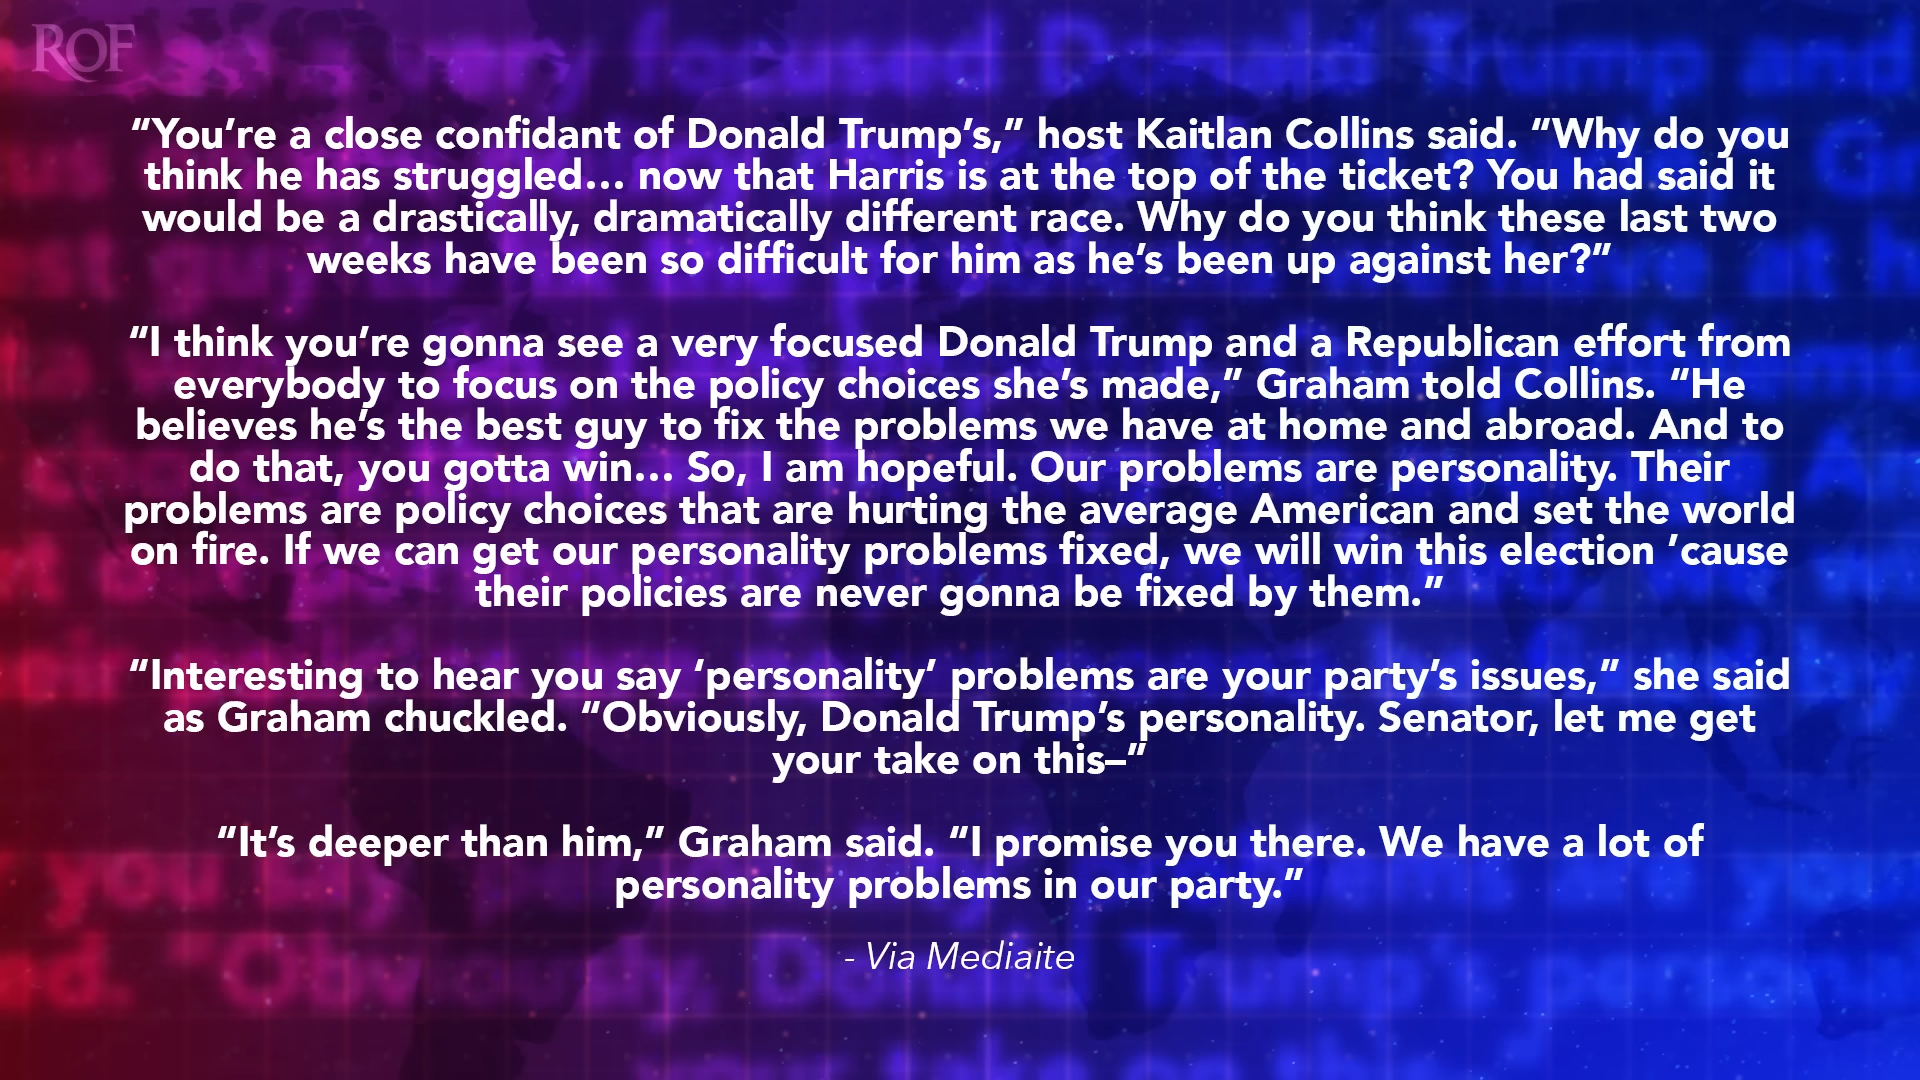 ROF
“You’re a close confidant of Donald Trump’s,” host Kaitlan Collins said. “Why do you
think he has struggled… now that Harris is at the top of the ticket? You had said it
would be a drastically, dramatically different race. Why do you think these last two
weeks have been so difficult for him as he’s been up against her?”
“I think you’re gonna see a very focused Donald Trump and a Republican effort from
everybody to focus on the policy choices she’s made,” Graham told Collins. “He
believes he’s the best guy to fix the problems we have at home and abroad. And to
do that, you gotta win… So, I am hopeful. Our problems are personality. Their
problems are policy choices that are hurting the average American and set the world
on fire. If we can get our personality problems fixed, we will win this election ’cause
their policies are never gonna be fixed by them.”
“Interesting to hear you say ‘personality’ problems are your party’s issues,” she said
as Graham chuckled. “Obviously, Donald Trump’s personality. Senator, let me get
your take on this–”
“It’s deeper than him,” Graham said. “I promise you there. We have a lot of
personality problems in our party.”
- Via Mediaite